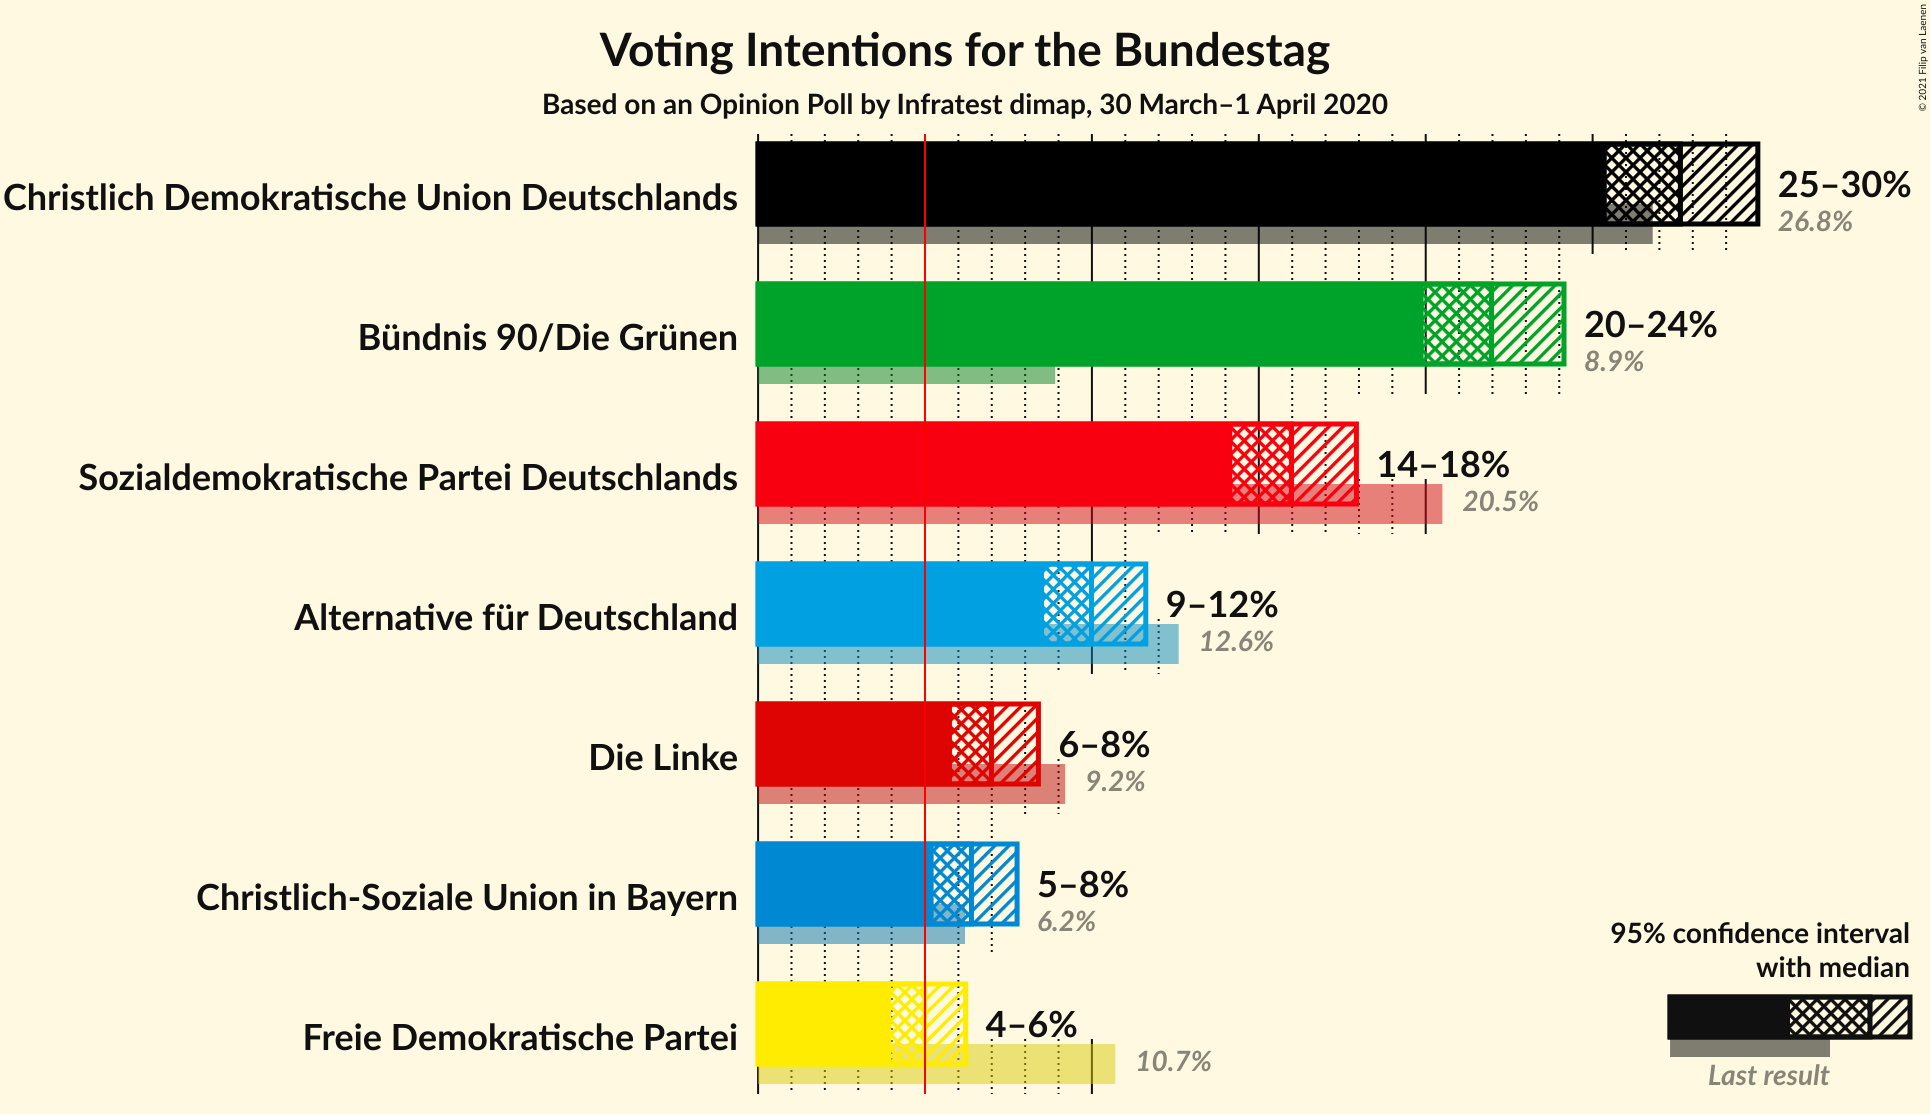 Voting Intentions for the Bundestag
Based on an Opinion Poll by Infratest dimap, 30 March–1 April 2020
© 2021 Filip van Laenen
Christlich Demokratische Union Deutschlands
25–30%
26.8%
Bündnis 90/Die Grünen
20–24%
8.9%
Sozialdemokratische Partei Deutschlands
14–18%
20.5%
Alternative für Deutschland
9–12%
12.6%
Die Linke
6–8%
9.2%
Christlich-Soziale Union in Bayern
5–8%
6.2%
Freie Demokratische Partei
4–6%
10.7%
95% confidence interval
with median
Last result